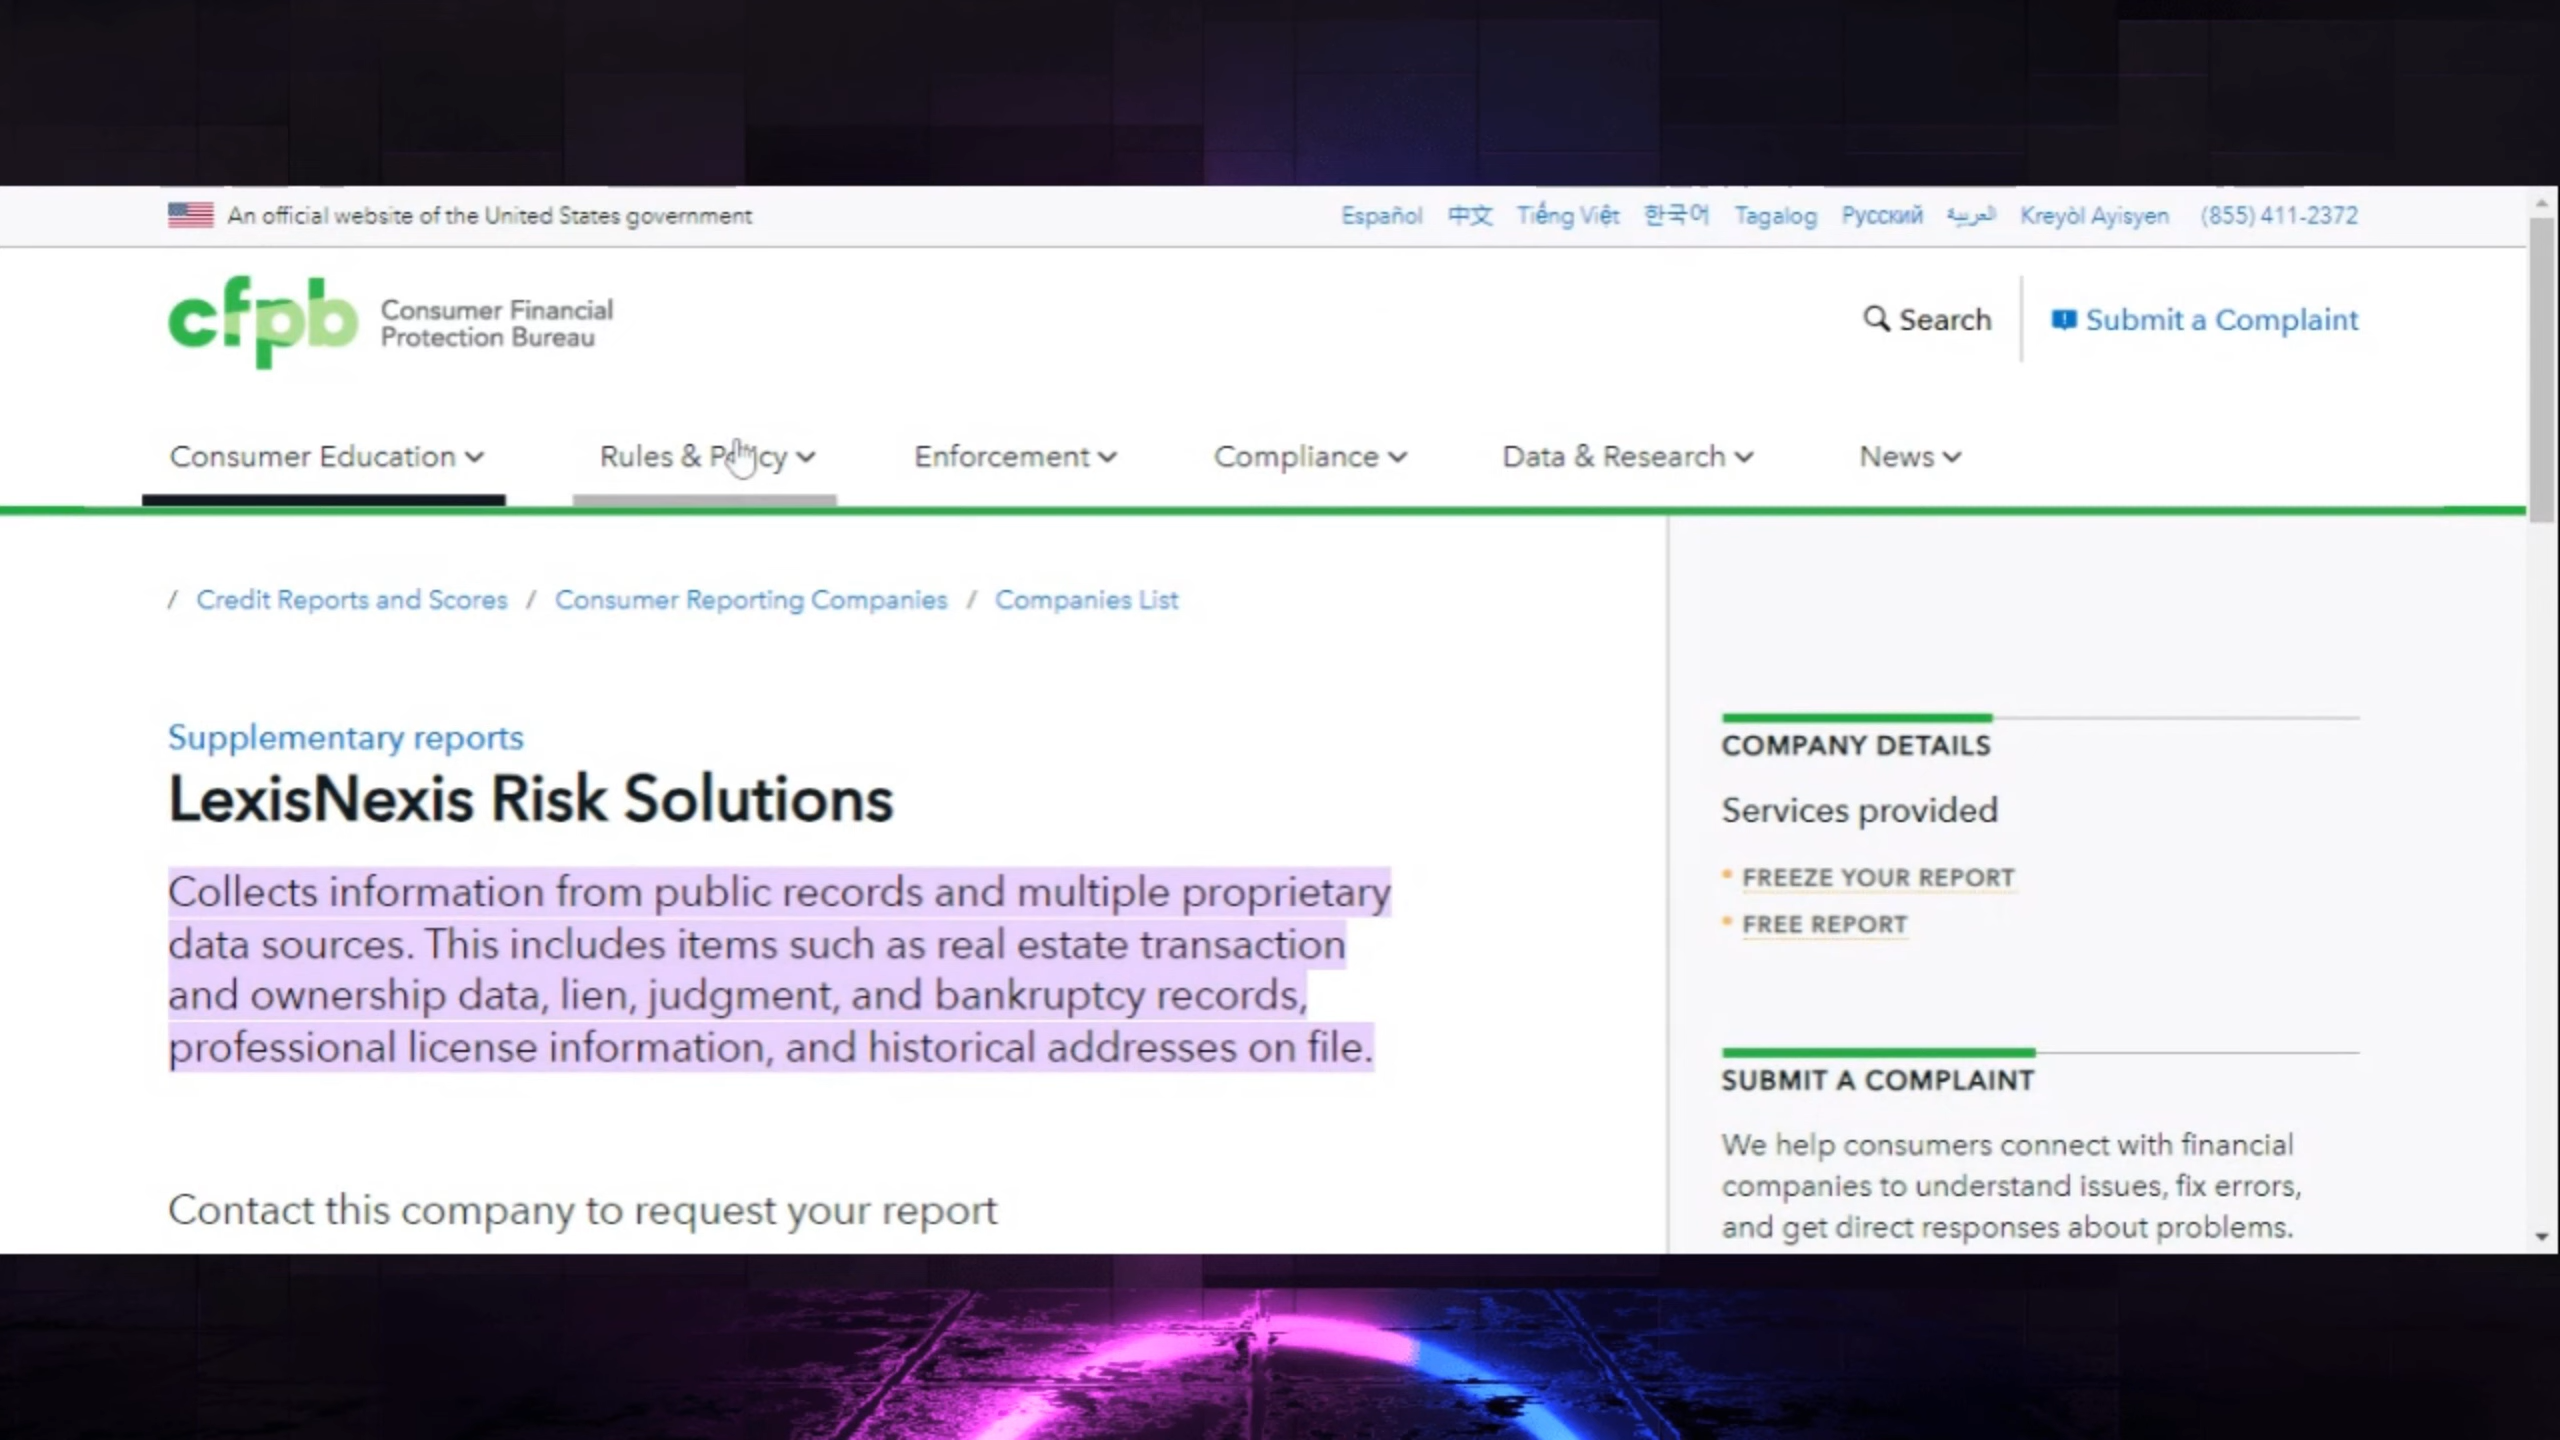 An official website of the United States government
Español 中文 Tiếng Việt 한국어 Tagalog Русский العربية Kreyòl Ayisyen (855) 411-2372
cfpb Consumer Financial
Protection Bureau
Search
Submit a Complaint
Consumer Education Rules & Policy Enforcement Compliance Data & Research News
/ Credit Reports and Scores / Consumer Reporting Companies / Companies List
Supplementary reports
LexisNexis Risk Solutions
Collects information from public records and multiple proprietary
data sources. This includes items such as real estate transaction
and ownership data, lien, judgment, and bankruptcy records,
professional license information, and historical addresses on file.
Contact this company to request your report
COMPANY DETAILS
Services provided
• FREEZE YOUR REPORT
• FREE REPORT
SUBMIT A COMPLAINT
We help consumers connect with financial
companies to understand issues, fix errors,
and get direct responses about problems.